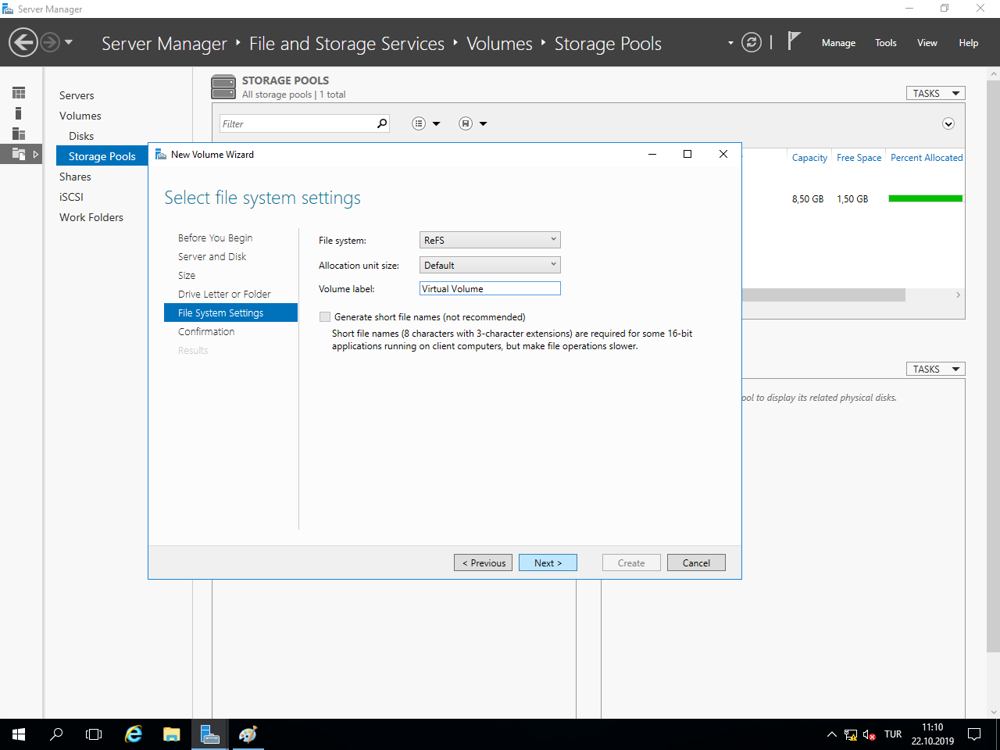 Server Manager
Server Manager ‣ File and Storage Services ‣ Volumes ‣ Storage Pools
Manage
Tools
View
Help
Servers
Volumes
Disks
Storage Pools
Shares
iSCSI
Work Folders
STORAGE POOLS
All storage pools | 1 total
TASKS
Filter
Capacity
Free Space
Percent Allocated
8,50 GB
1,50 GB
New Volume Wizard
Select file system settings
Before You Begin
Server and Disk
Size
Drive Letter or Folder
File System Settings
Confirmation
Results
File system:
ReFS
Allocation unit size:
Default
Volume label:
Virtual Volume
Generate short file names (not recommended)
Short file names (8 characters with 3-character extensions) are required for some 16-bit
applications running on client computers, but make file operations slower.
< Previous
Next >
Create
Cancel
TASKS
ool to display its related physical disks.
TUR
11:10
22.10.2019